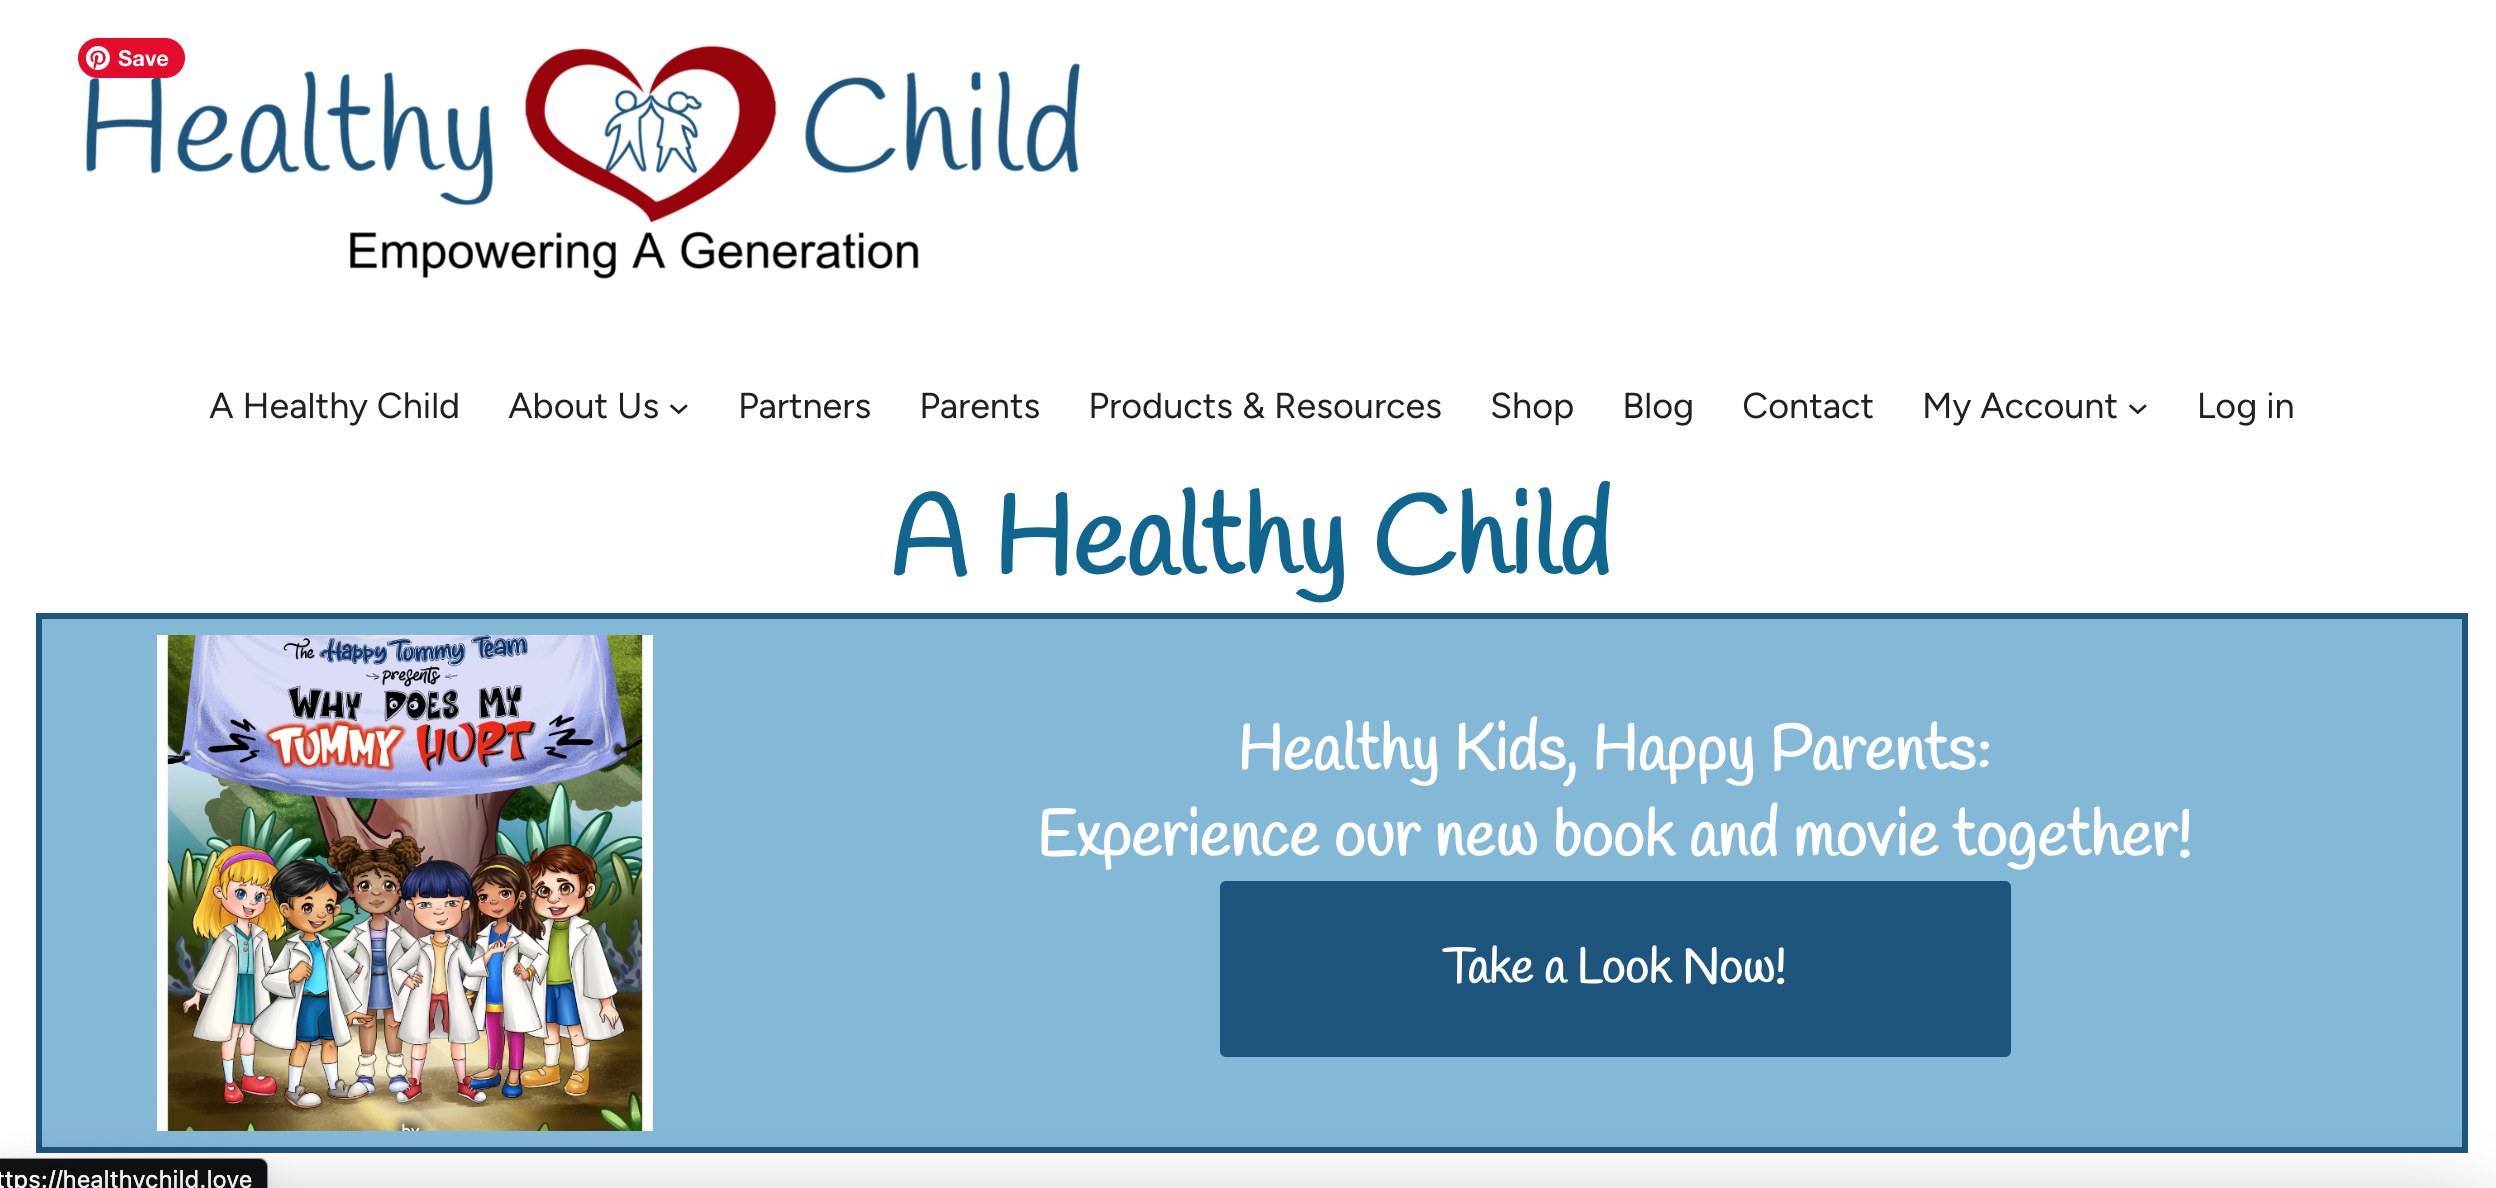 Save
Healthy Child
Empowering A Generation
A Healthy Child About Us Partners Parents Products & Resources Shop Blog Contact My Account Log in
A Healthy Child
The Happy Tommy Team
presents
WHY DOES MY
TUMMY HURT
by
Healthy Kids, Happy Parents:
Experience our new book and movie together!
Take a Look Now!
ttps://healthychild.love